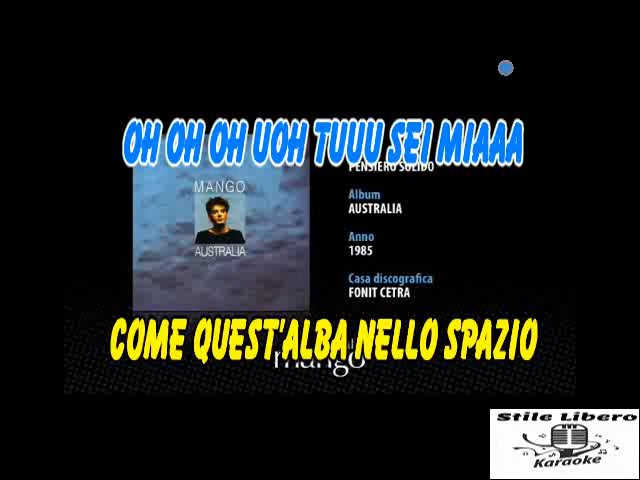 OH OH OH UOH TUUU SEI MIAAA
PENSIERO SOLIDO
MANGO
AUSTRALIA
Album
AUSTRALIA
Anno
1985
Casa discografica
FONIT CETRA
COME QUEST'ALBA NELLO SPAZIO
mango
Stile Libero
Karaoke